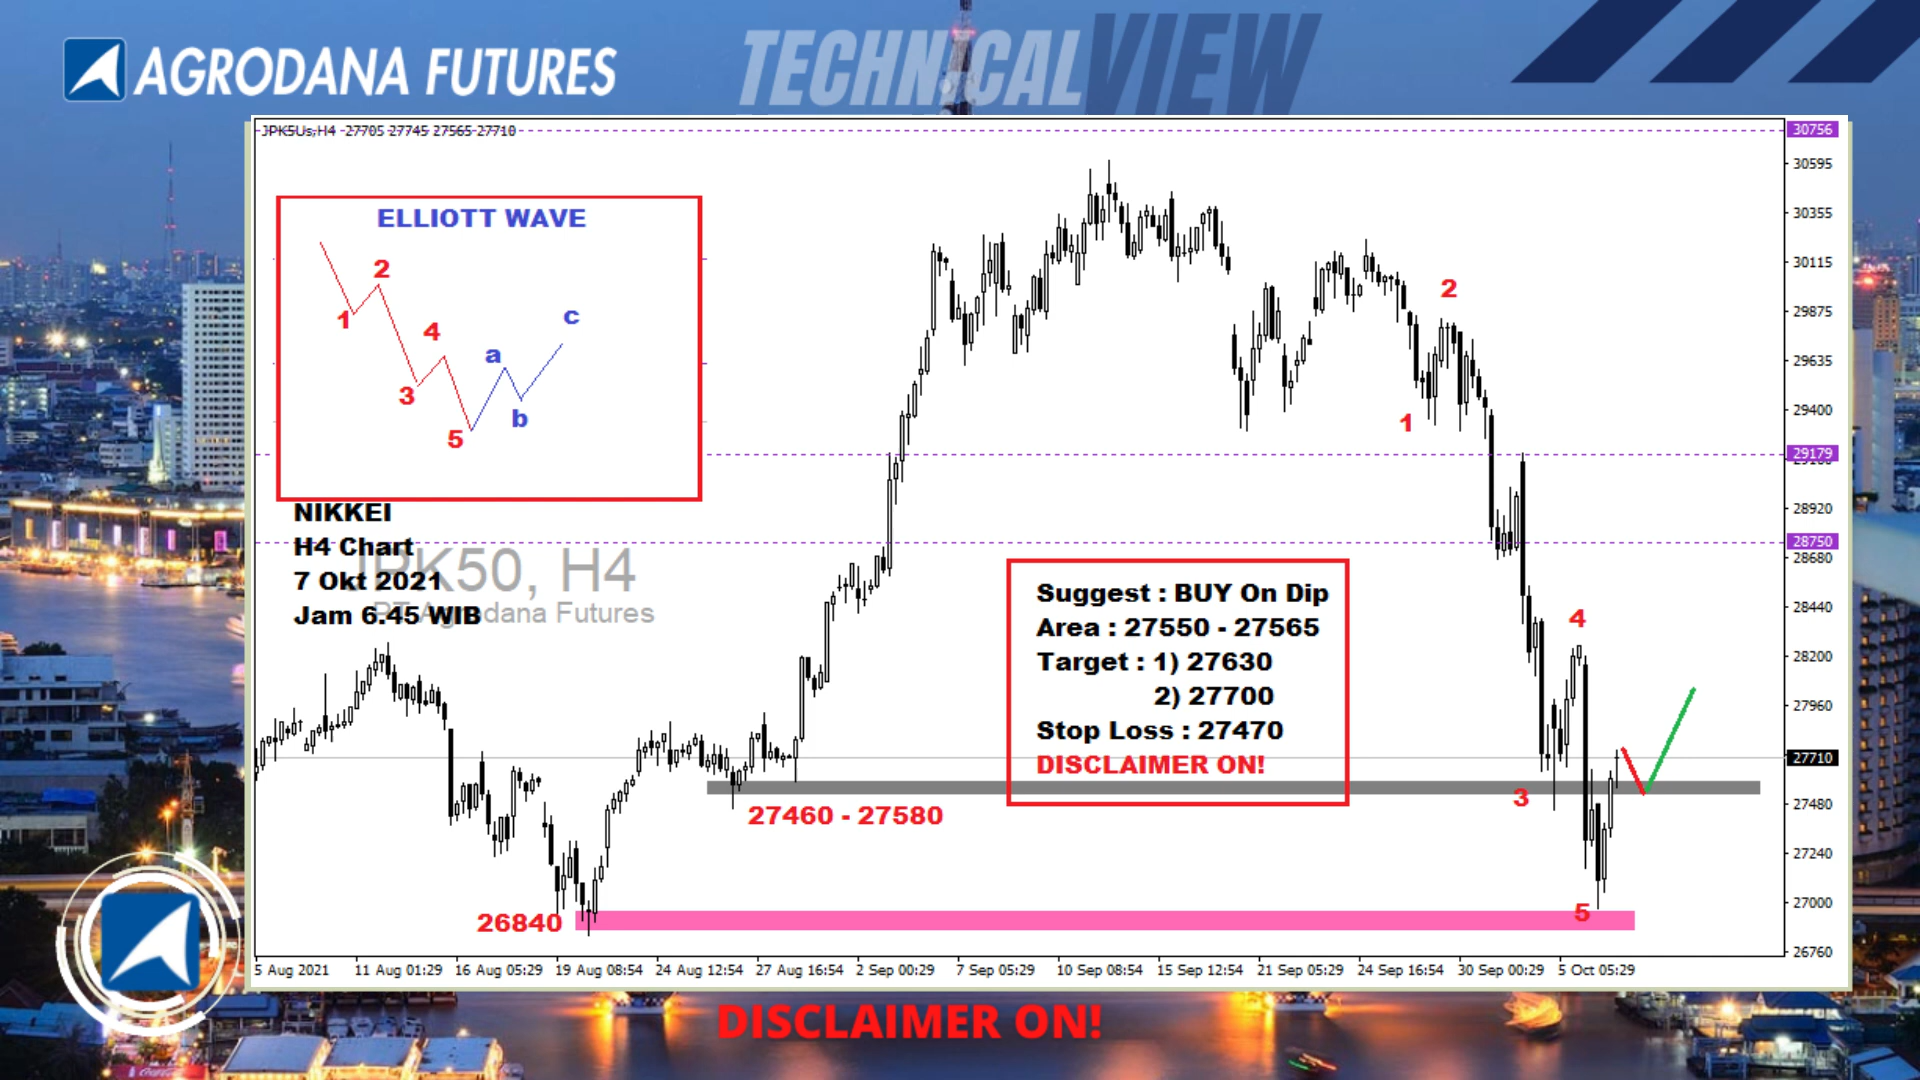 AGRODANA FUTURES
TECHNICAL VIEW
JPK5Us,H4 27705 27745 27565 27710
ELLIOTT WAVE
2
1
4
3
5
a
b
c
NIKKEI
H4 Chart
7 Okt 2021
Jam 6.45 WIB
JPK50, H4
PT Agrodana Futures
Suggest : BUY On Dip
Area : 27550 - 27565
Target : 1) 27630
2) 27700
Stop Loss : 27470
DISCLAIMER ON!
27460 - 27580
26840
2
1
4
3
5
30756
30595
30355
30115
29875
29635
29400
29179
28920
28750
28680
28440
28200
27960
27710
27480
27240
27000
26760
5 Aug 2021
11 Aug 01:29
16 Aug 05:29
19 Aug 08:54
24 Aug 12:54
27 Aug 16:54
2 Sep 00:29
7 Sep 05:29
10 Sep 08:54
15 Sep 12:54
21 Sep 05:29
24 Sep 16:54
30 Sep 00:29
5 Oct 05:29
DISCLAIMER ON!